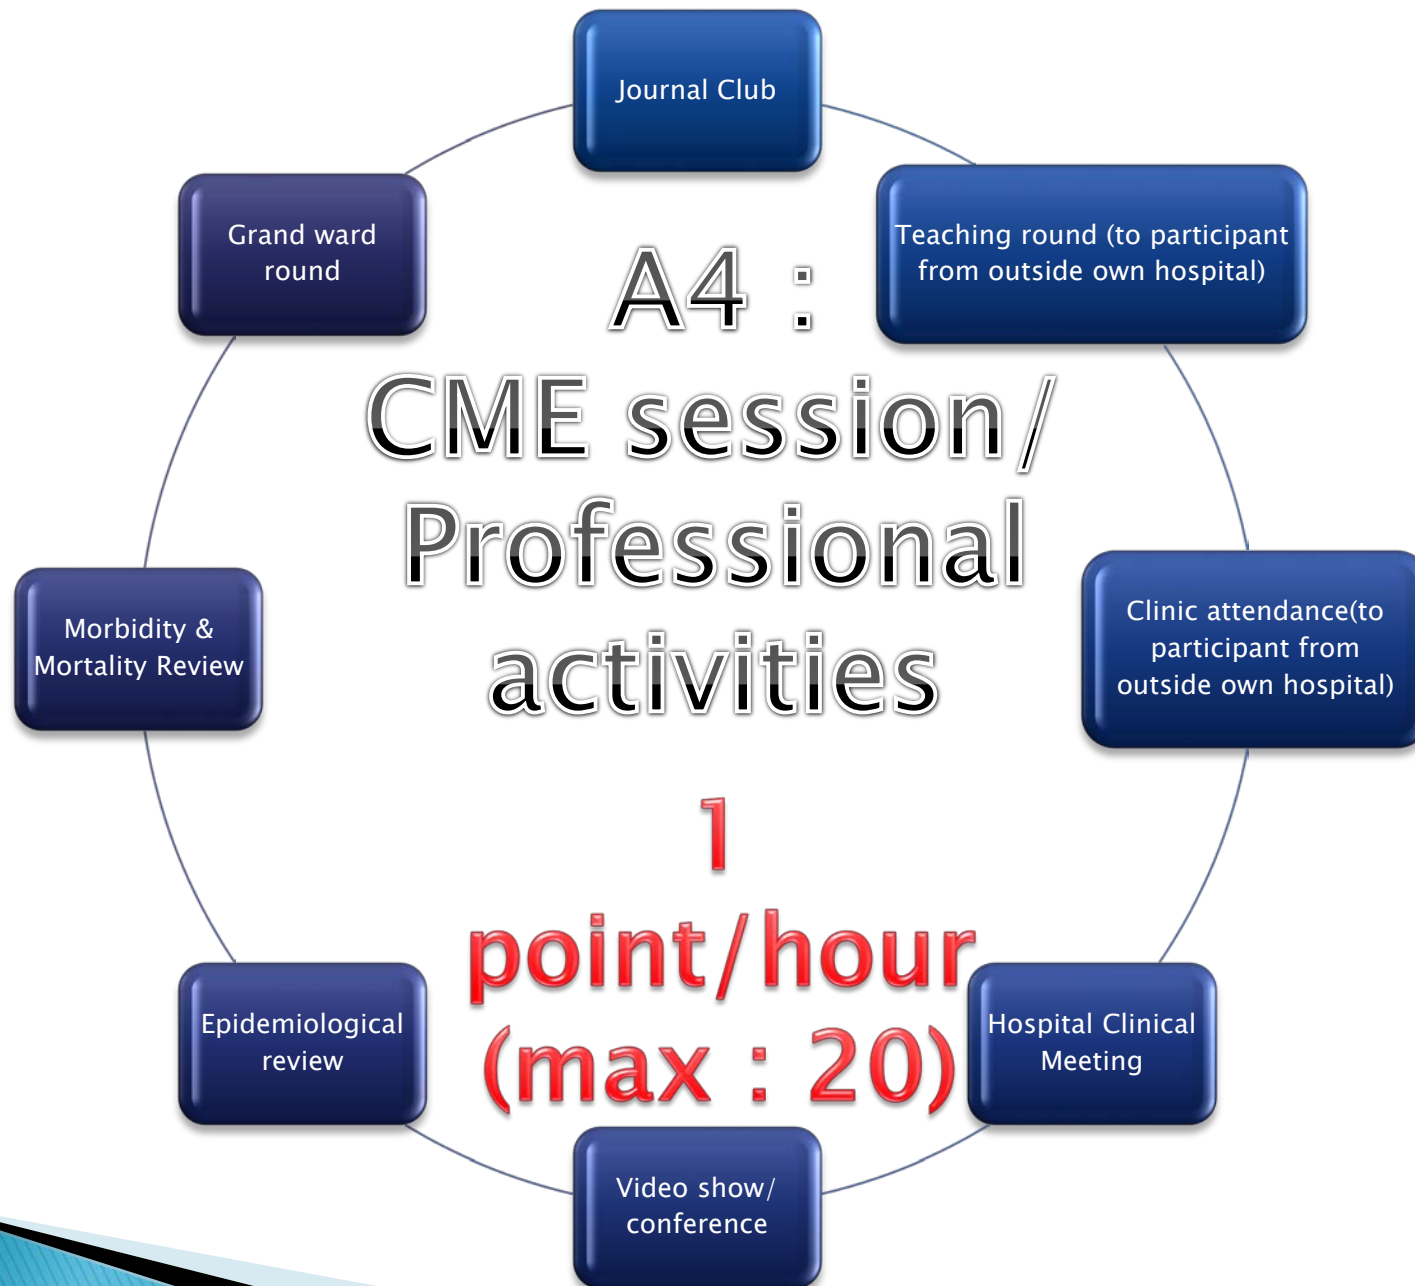 Journal Club
Teaching round (to participant
from outside own hospital)
Clinic attendance(to
participant from
outside own hospital)
Hospital Clinical
Meeting
Video show/
conference
Epidemiological
review
Morbidity &
Mortality Review
Grand ward
round
A4 :
CME session/
Professional
activities
1
point/hour
(max : 20)